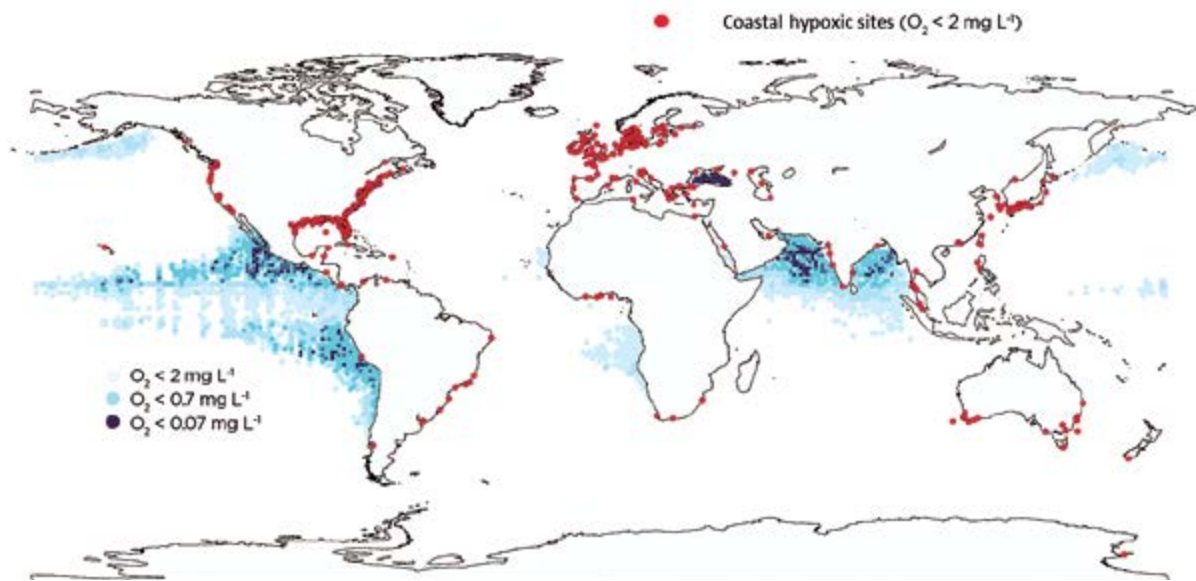 Coastal hypoxic sites (O₂ < 2 mg L⁻¹)
O₂ < 2 mg L⁻¹
O₂ < 0.7 mg L⁻¹
O₂ < 0.07 mg L⁻¹